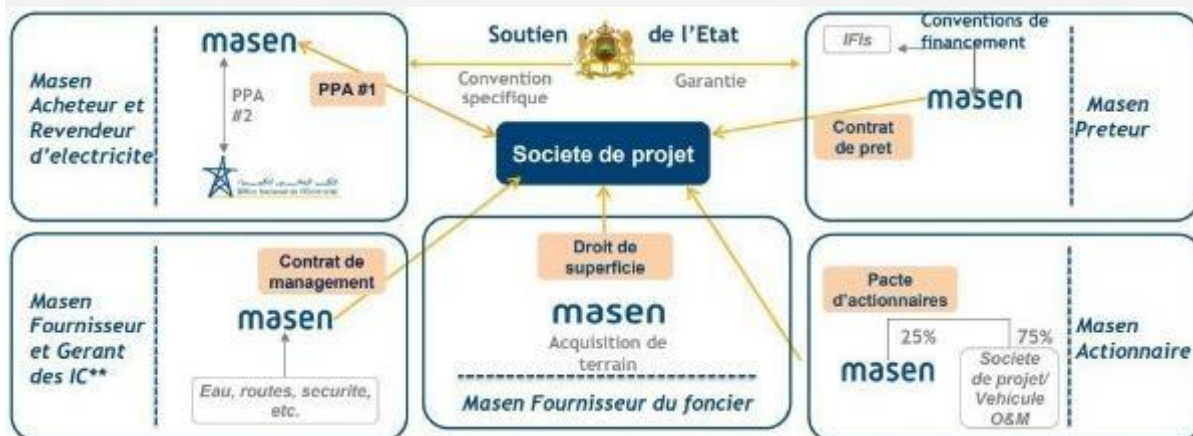 masen
Masen
Acheteur et
Revendeur
d'electricite
PPA
#2
PPA #1
Soutien
de l'Etat
Convention
specifique
Garantie
IFIs
Conventions de
financement
masen
Masen
Preteur
Contrat
de pret
Societe de projet
Masen
Fournisseur
et Gerant
des IC**
Contrat de
management
masen
Eau, routes, securite,
etc.
Droit de
superficie
masen
Acquisition de
terrain
Masen Fournisseur du foncier
Pacte
d'actionnaires
25%
75%
masen
Societe
de projet/
Vehicule
O&M
Masen
Actionnaire